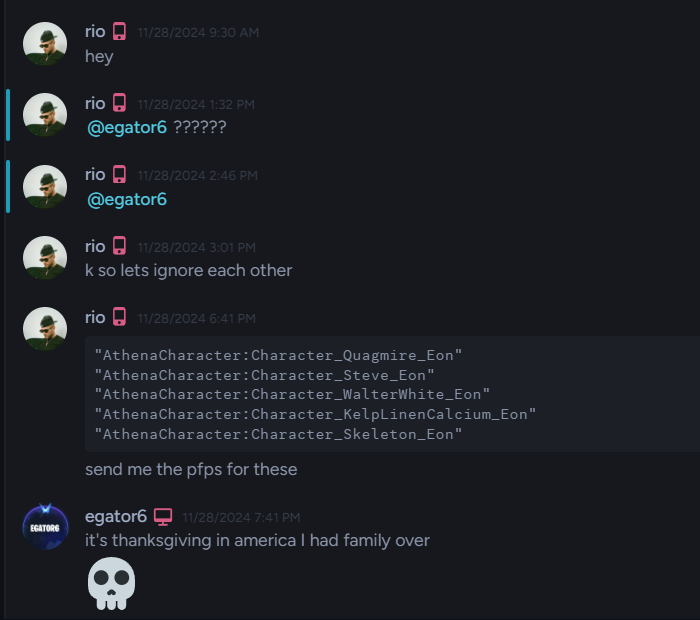 rio 11/28/2024 9:30 AM
hey
rio 11/28/2024 1:32 PM
@egator6 ??????
rio 11/28/2024 2:46 PM
@egator6
rio 11/28/2024 3:01 PM
k so lets ignore each other
rio 11/28/2024 6:41 PM
"AthenaCharacter:Character_Quagmire_Eon"
"AthenaCharacter:Character_Steve_Eon"
"AthenaCharacter:Character_WalterWhite_Eon"
"AthenaCharacter:Character_KelpLinenCalcium_Eon"
"AthenaCharacter:Character_Skeleton_Eon"
send me the pfps for these
EGATOR6
egator6 11/28/2024 7:41 PM
it's thanksgiving in america I had family over